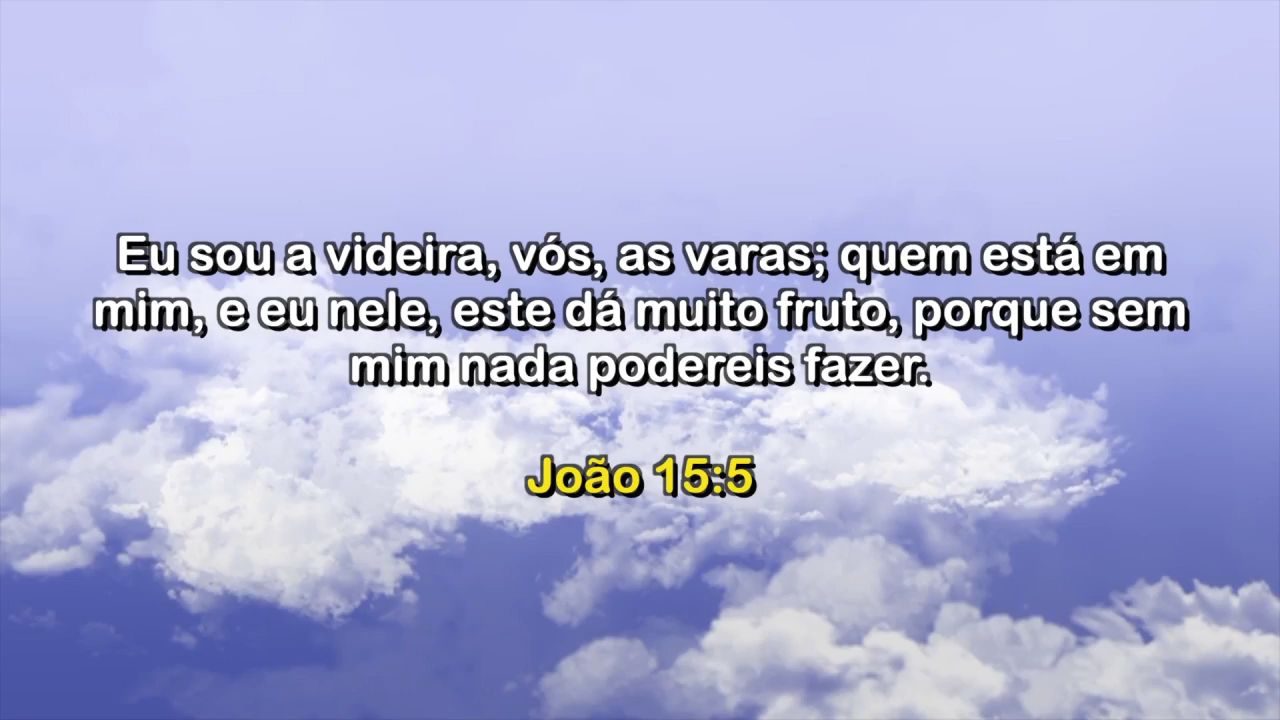 Eu sou a videira, vós, as varas; quem está em
mim, e eu nele, este dá muito fruto, porque sem
mim nada podereis fazer.
João 15:5